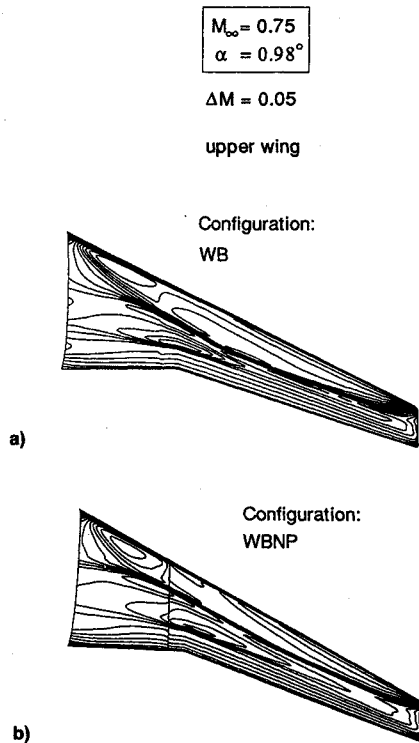 M∞ = 0.75
α = 0.98°
ΔM = 0.05
upper wing
Configuration:
WB
a)
Configuration:
WBNP
b)